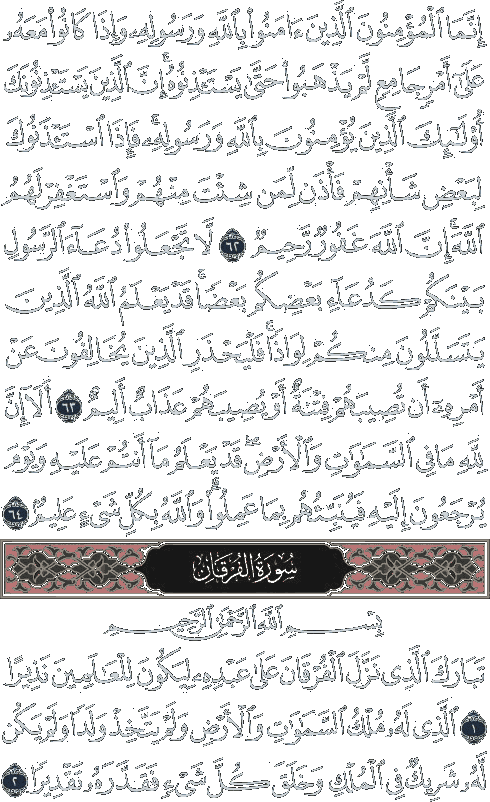 إِنَّمَا ٱلْمُؤْمِنُونَ ٱلَّذِينَ ءَامَنُوا۟ بِٱللَّهِ وَرَسُولِهِۦ وَإِذَا كَانُوا۟ مَعَهُۥ
عَلَىٰٓ أَمْرٍ جَامِعٍ لَّمْ يَذْهَبُوا۟ حَتَّىٰ يَسْتَـْٔذِنُوهُ ۚ إِنَّ ٱلَّذِينَ يَسْتَـْٔذِنُونَكَ
أُو۟لَـٰٓئِكَ ٱلَّذِينَ يُؤْمِنُونَ بِٱللَّهِ وَرَسُولِهِۦ ۚ فَإِذَا ٱسْتَـْٔذَنُوكَ
لِبَعْضِ شَأْنِهِمْ فَأْذَن لِّمَن شِئْتَ مِنْهُمْ وَٱسْتَغْفِرْ لَهُمُ
ٱللَّهَ ۚ إِنَّ ٱللَّهَ غَفُورٌ رَّحِيمٌ ٦٢ لَّا تَجْعَلُوا۟ دُعَآءَ ٱلرَّسُولِ
بَيْنَكُمْ كَدُعَآءِ بَعْضِكُم بَعْضًا ۚ قَدْ يَعْلَمُ ٱللَّهُ ٱلَّذِينَ
يَتَسَلَّلُونَ مِنكُمْ لِوَاذًا ۚ فَلْيَحْذَرِ ٱلَّذِينَ يُخَالِفُونَ عَنْ
أَمْرِهِۦٓ أَن تُصِيبَهُمْ فِتْنَةٌ أَوْ يُصِيبَهُمْ عَذَابٌ أَلِيمٌ ٦٣ أَلَآ إِنَّ
لِلَّهِ مَا فِى ٱلسَّمَـٰوَٰتِ وَٱلْأَرْضِ ۖ قَدْ يَعْلَمُ مَآ أَنتُمْ عَلَيْهِ وَيَوْمَ
يُرْجَعُونَ إِلَيْهِ فَيُنَبِّئُهُم بِمَا عَمِلُوا۟ ۗ وَٱللَّهُ بِكُلِّ شَىْءٍ عَلِيمٌۢ ٦٤
سُورَةُ الفُرْقَانِ
بِسْمِ ٱللَّهِ ٱلرَّحْمَـٰنِ ٱلرَّحِيمِ
تَبَارَكَ ٱلَّذِى نَزَّلَ ٱلْفُرْقَانَ عَلَىٰ عَبْدِهِۦ لِيَكُونَ لِلْعَـٰلَمِينَ نَذِيرًا
١ ٱلَّذِى لَهُۥ مُلْكُ ٱلسَّمَـٰوَٰتِ وَٱلْأَرْضِ وَلَمْ يَتَّخِذْ وَلَدًا وَلَمْ يَكُن
لَّهُۥ شَرِيكٌ فِى ٱلْمُلْكِ وَخَلَقَ كُلَّ شَىْءٍ فَقَدَّرَهُۥ تَقْدِيرًا ٢